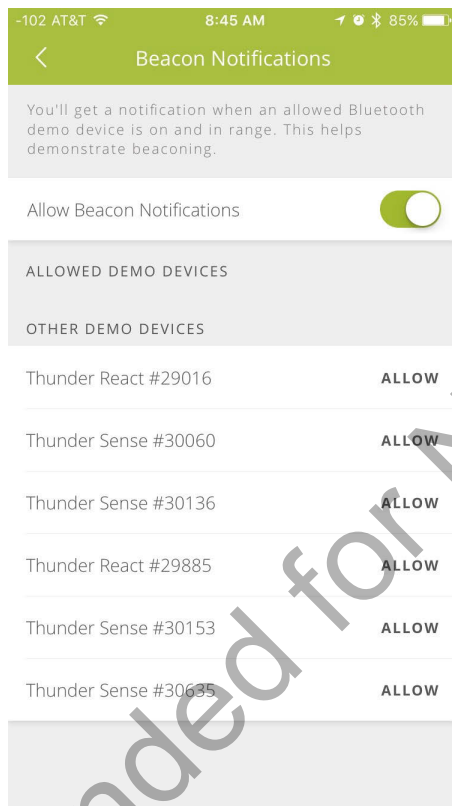 -102 AT&T 8:45 AM 85%
Beacon Notifications
You'll get a notification when an allowed Bluetooth
demo device is on and in range. This helps
demonstrate beaconing.
Allow Beacon Notifications
ALLOWED DEMO DEVICES
OTHER DEMO DEVICES
Thunder React #29016 ALLOW
Thunder Sense #30060 ALLOW
Thunder Sense #30136 ALLOW
Thunder React #29885 ALLOW
Thunder Sense #30153 ALLOW
Thunder Sense #30635 ALLOW
nded for N